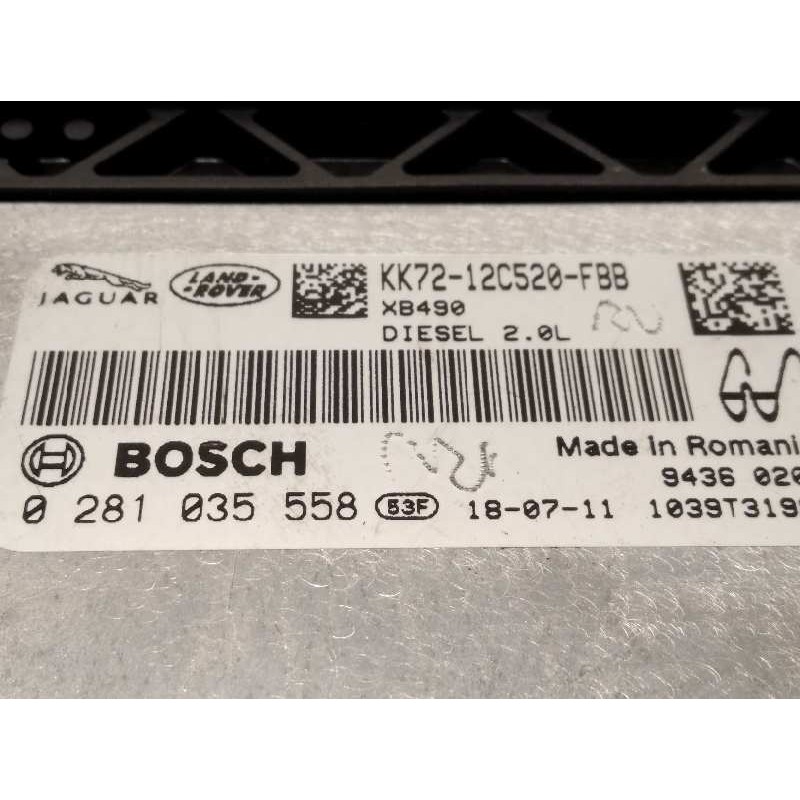 JAGUAR
LAND-
ROVER
KK72-12C520-FBB
XB490
DIESEL 2.0L
BOSCH
Made in Romani
9436 020
0 281 035 558 53F 18-07-11 1039T319